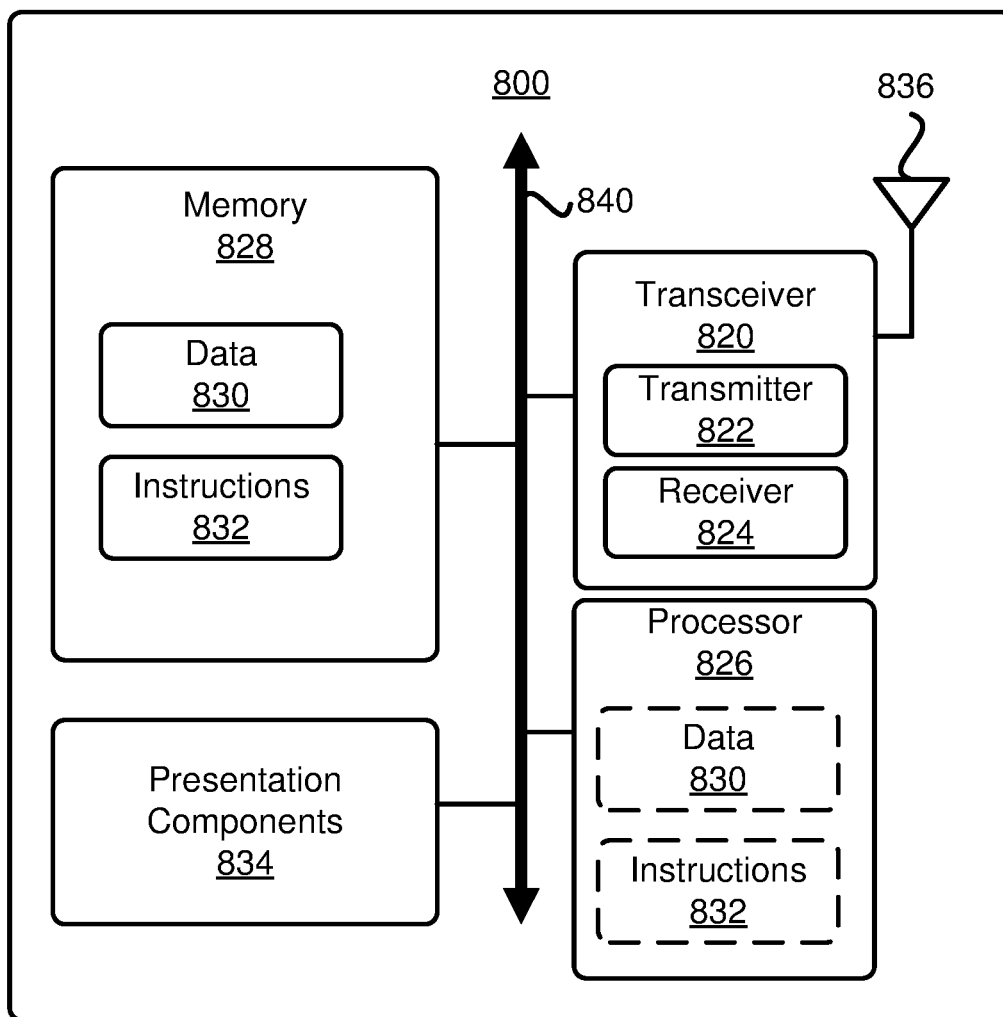 800
836
840
Memory
828
Data
830
Instructions
832
Transceiver
820
Transmitter
822
Receiver
824
Processor
826
Data
830
Instructions
832
Presentation
Components
834